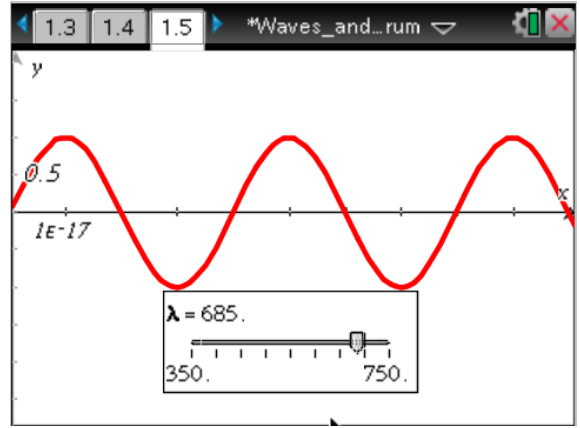 1.3 1.4 1.5 *Waves_and…rum
y
0.5
x
1E-17
λ = 685.
350. 750.